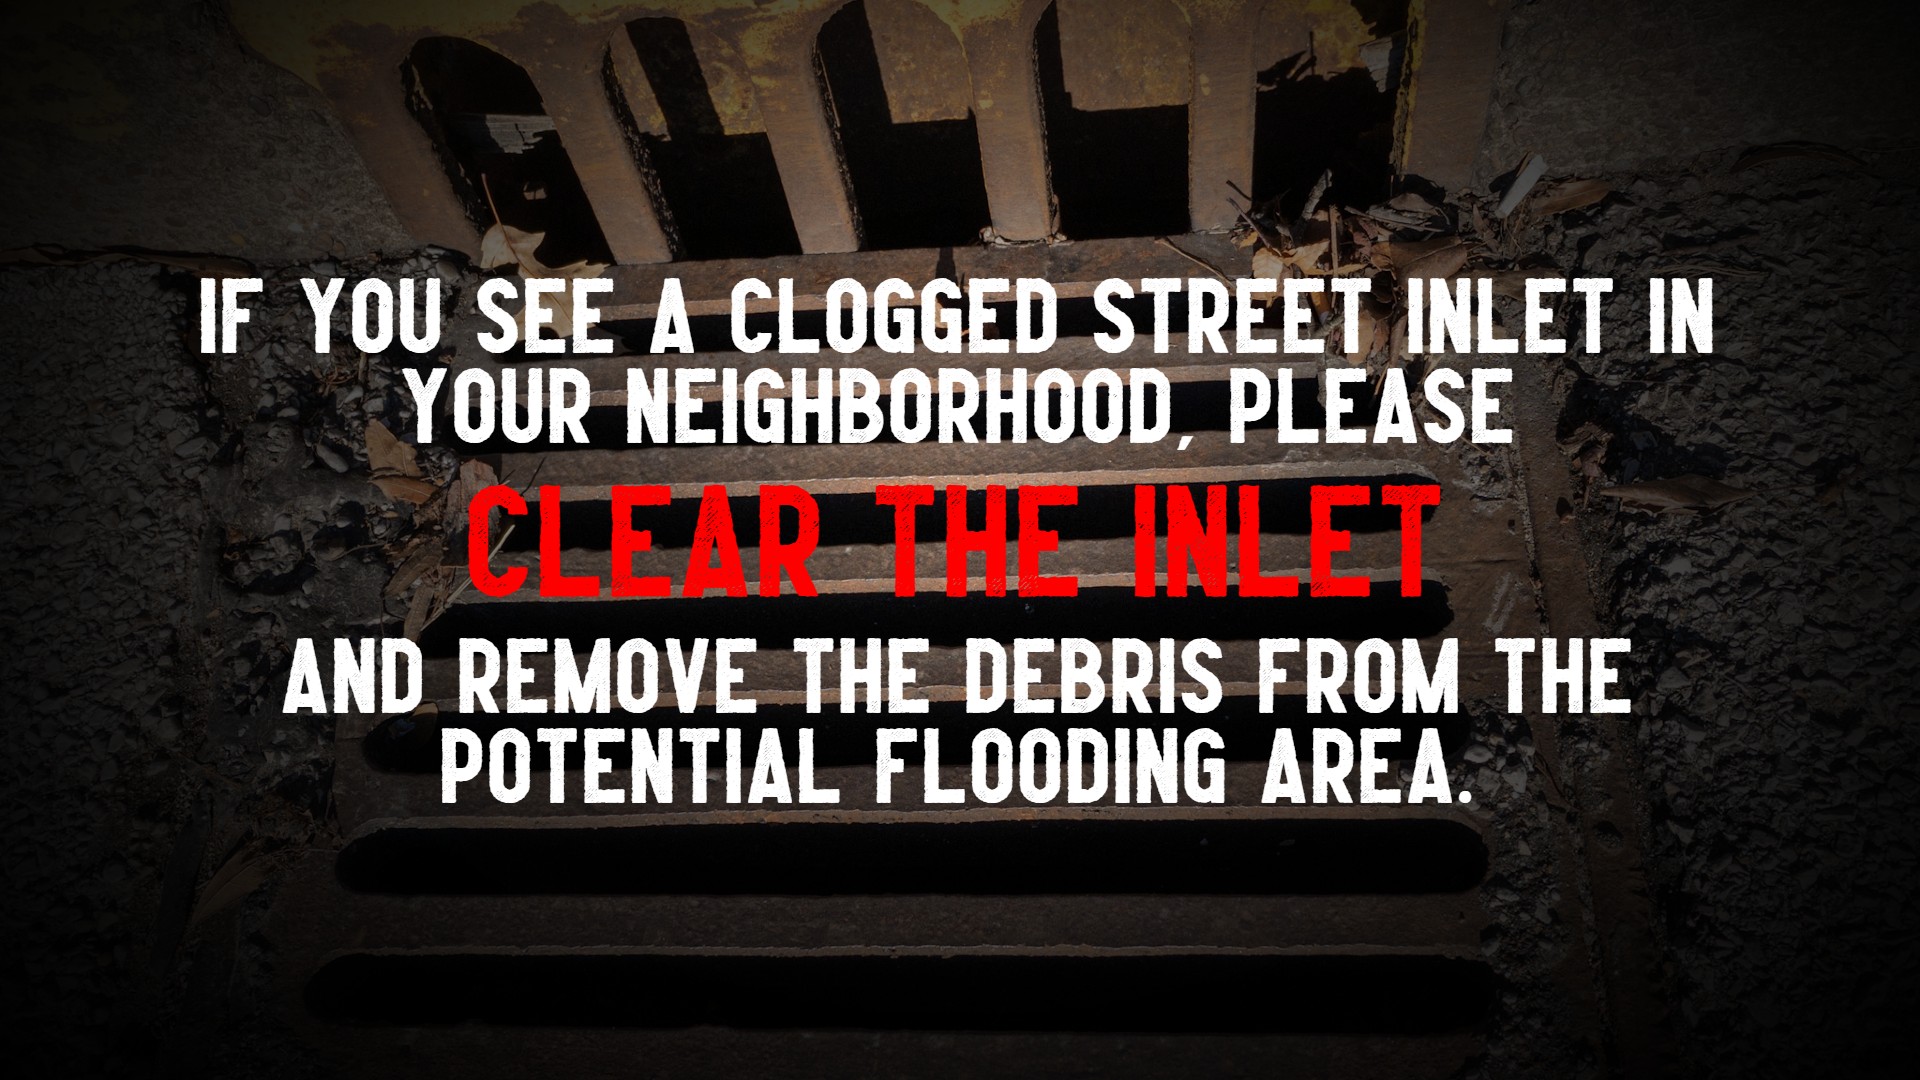 IF YOU SEE A CLOGGED STREET INLET IN
YOUR NEIGHBORHOOD, PLEASE
CLEAR THE INLET
AND REMOVE THE DEBRIS FROM THE
POTENTIAL FLOODING AREA.